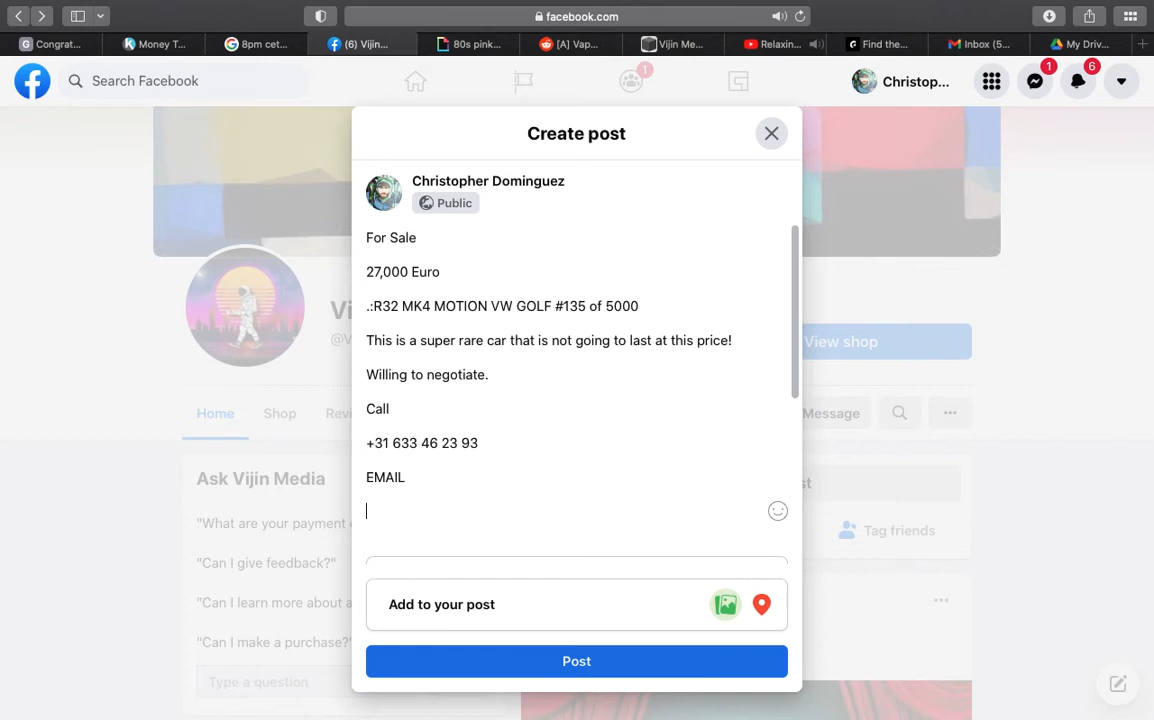 facebook.com
Congrat...
Money T...
8pm cet...
(6) Vijin...
80s pink...
[A] Vap...
Vijin Me...
Relaxin...
Find the...
Inbox (5...
My Driv...
Search Facebook
1
Christop...
1
6
Create post
Christopher Dominguez
Public
For Sale
27,000 Euro
.:R32 MK4 MOTION VW GOLF #135 of 5000
This is a super rare car that is not going to last at this price!
Willing to negotiate.
Call
+31 633 46 23 93
EMAIL
Add to your post
Post
Vi
@V
View shop
Home
Shop
Revi
Message
Ask Vijin Media
"What are your payment
"Can I give feedback?"
"Can I learn more about a
"Can I make a purchase?"
Type a question
st
Tag friends